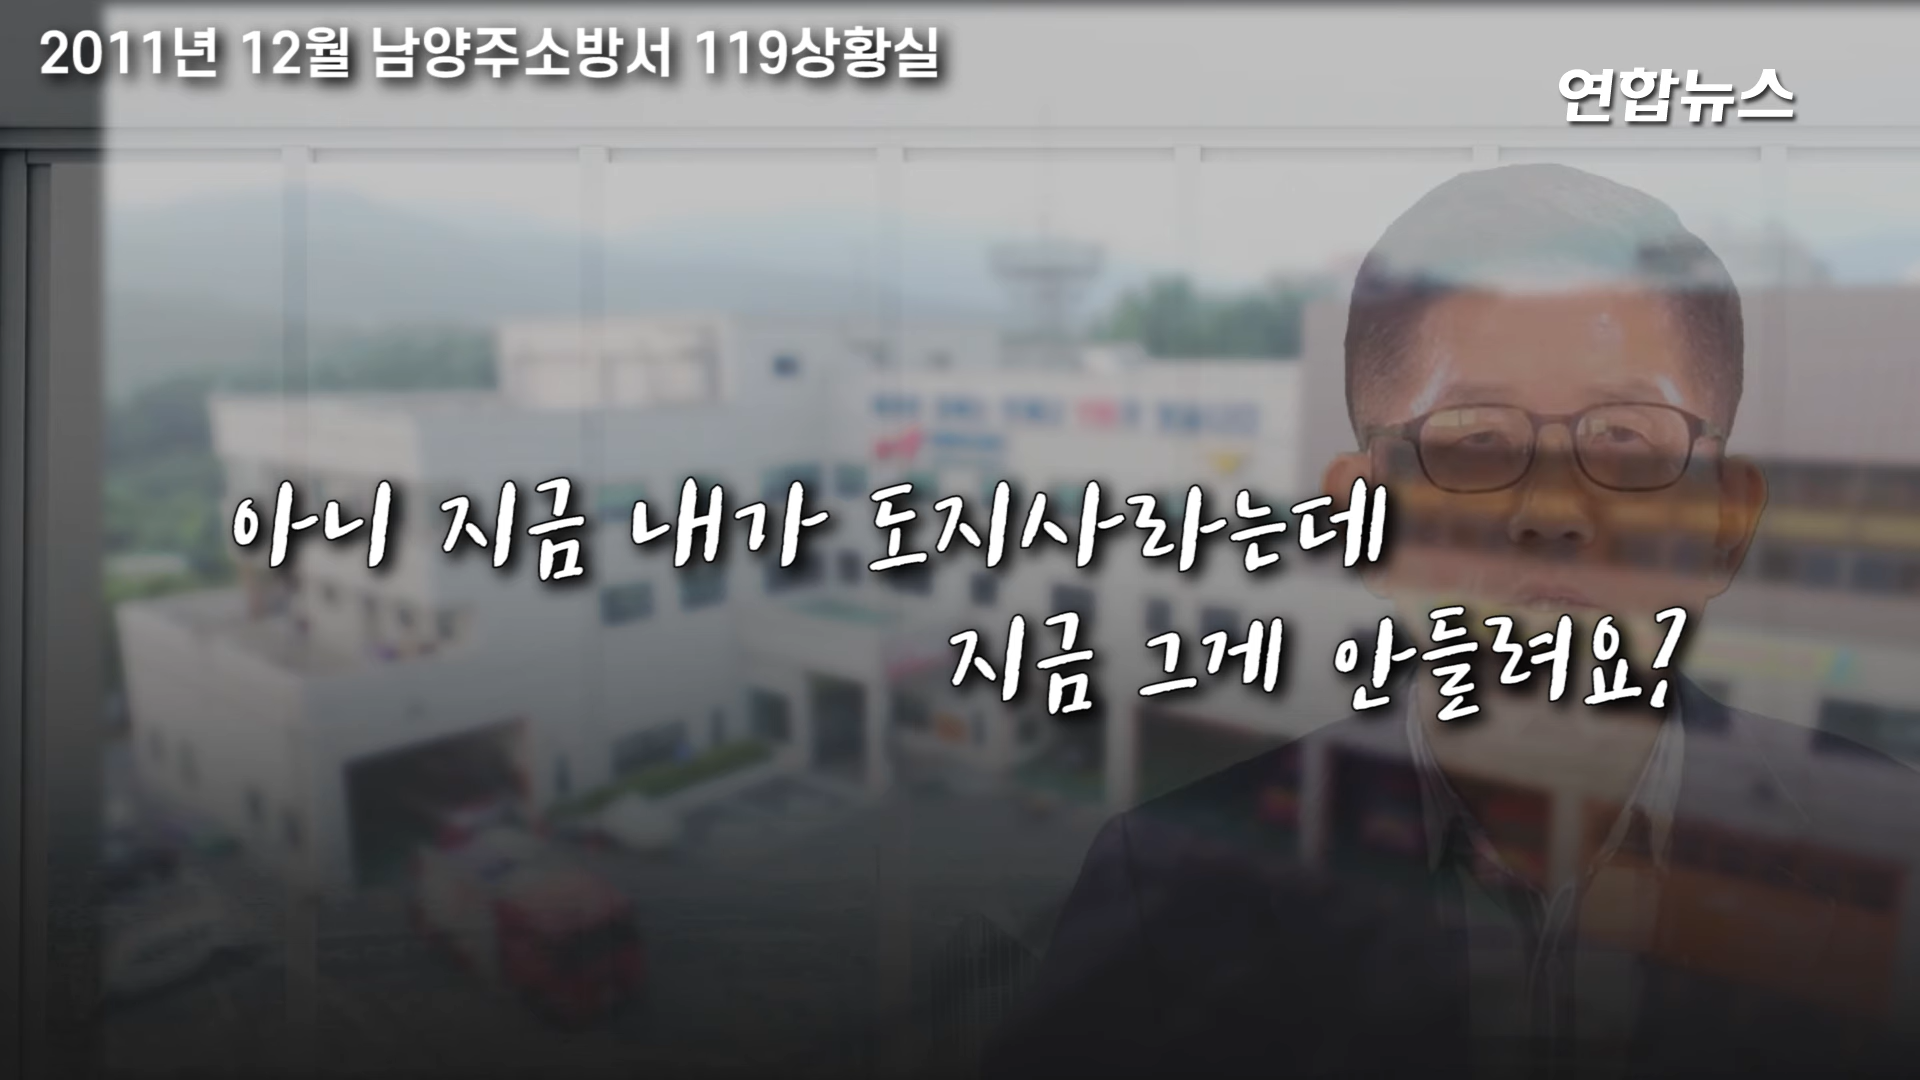 2011년 12월 남양주소방서 119상황실
연합뉴스
아니 지금 내가 도지사라는데
지금 그게 안들려요?